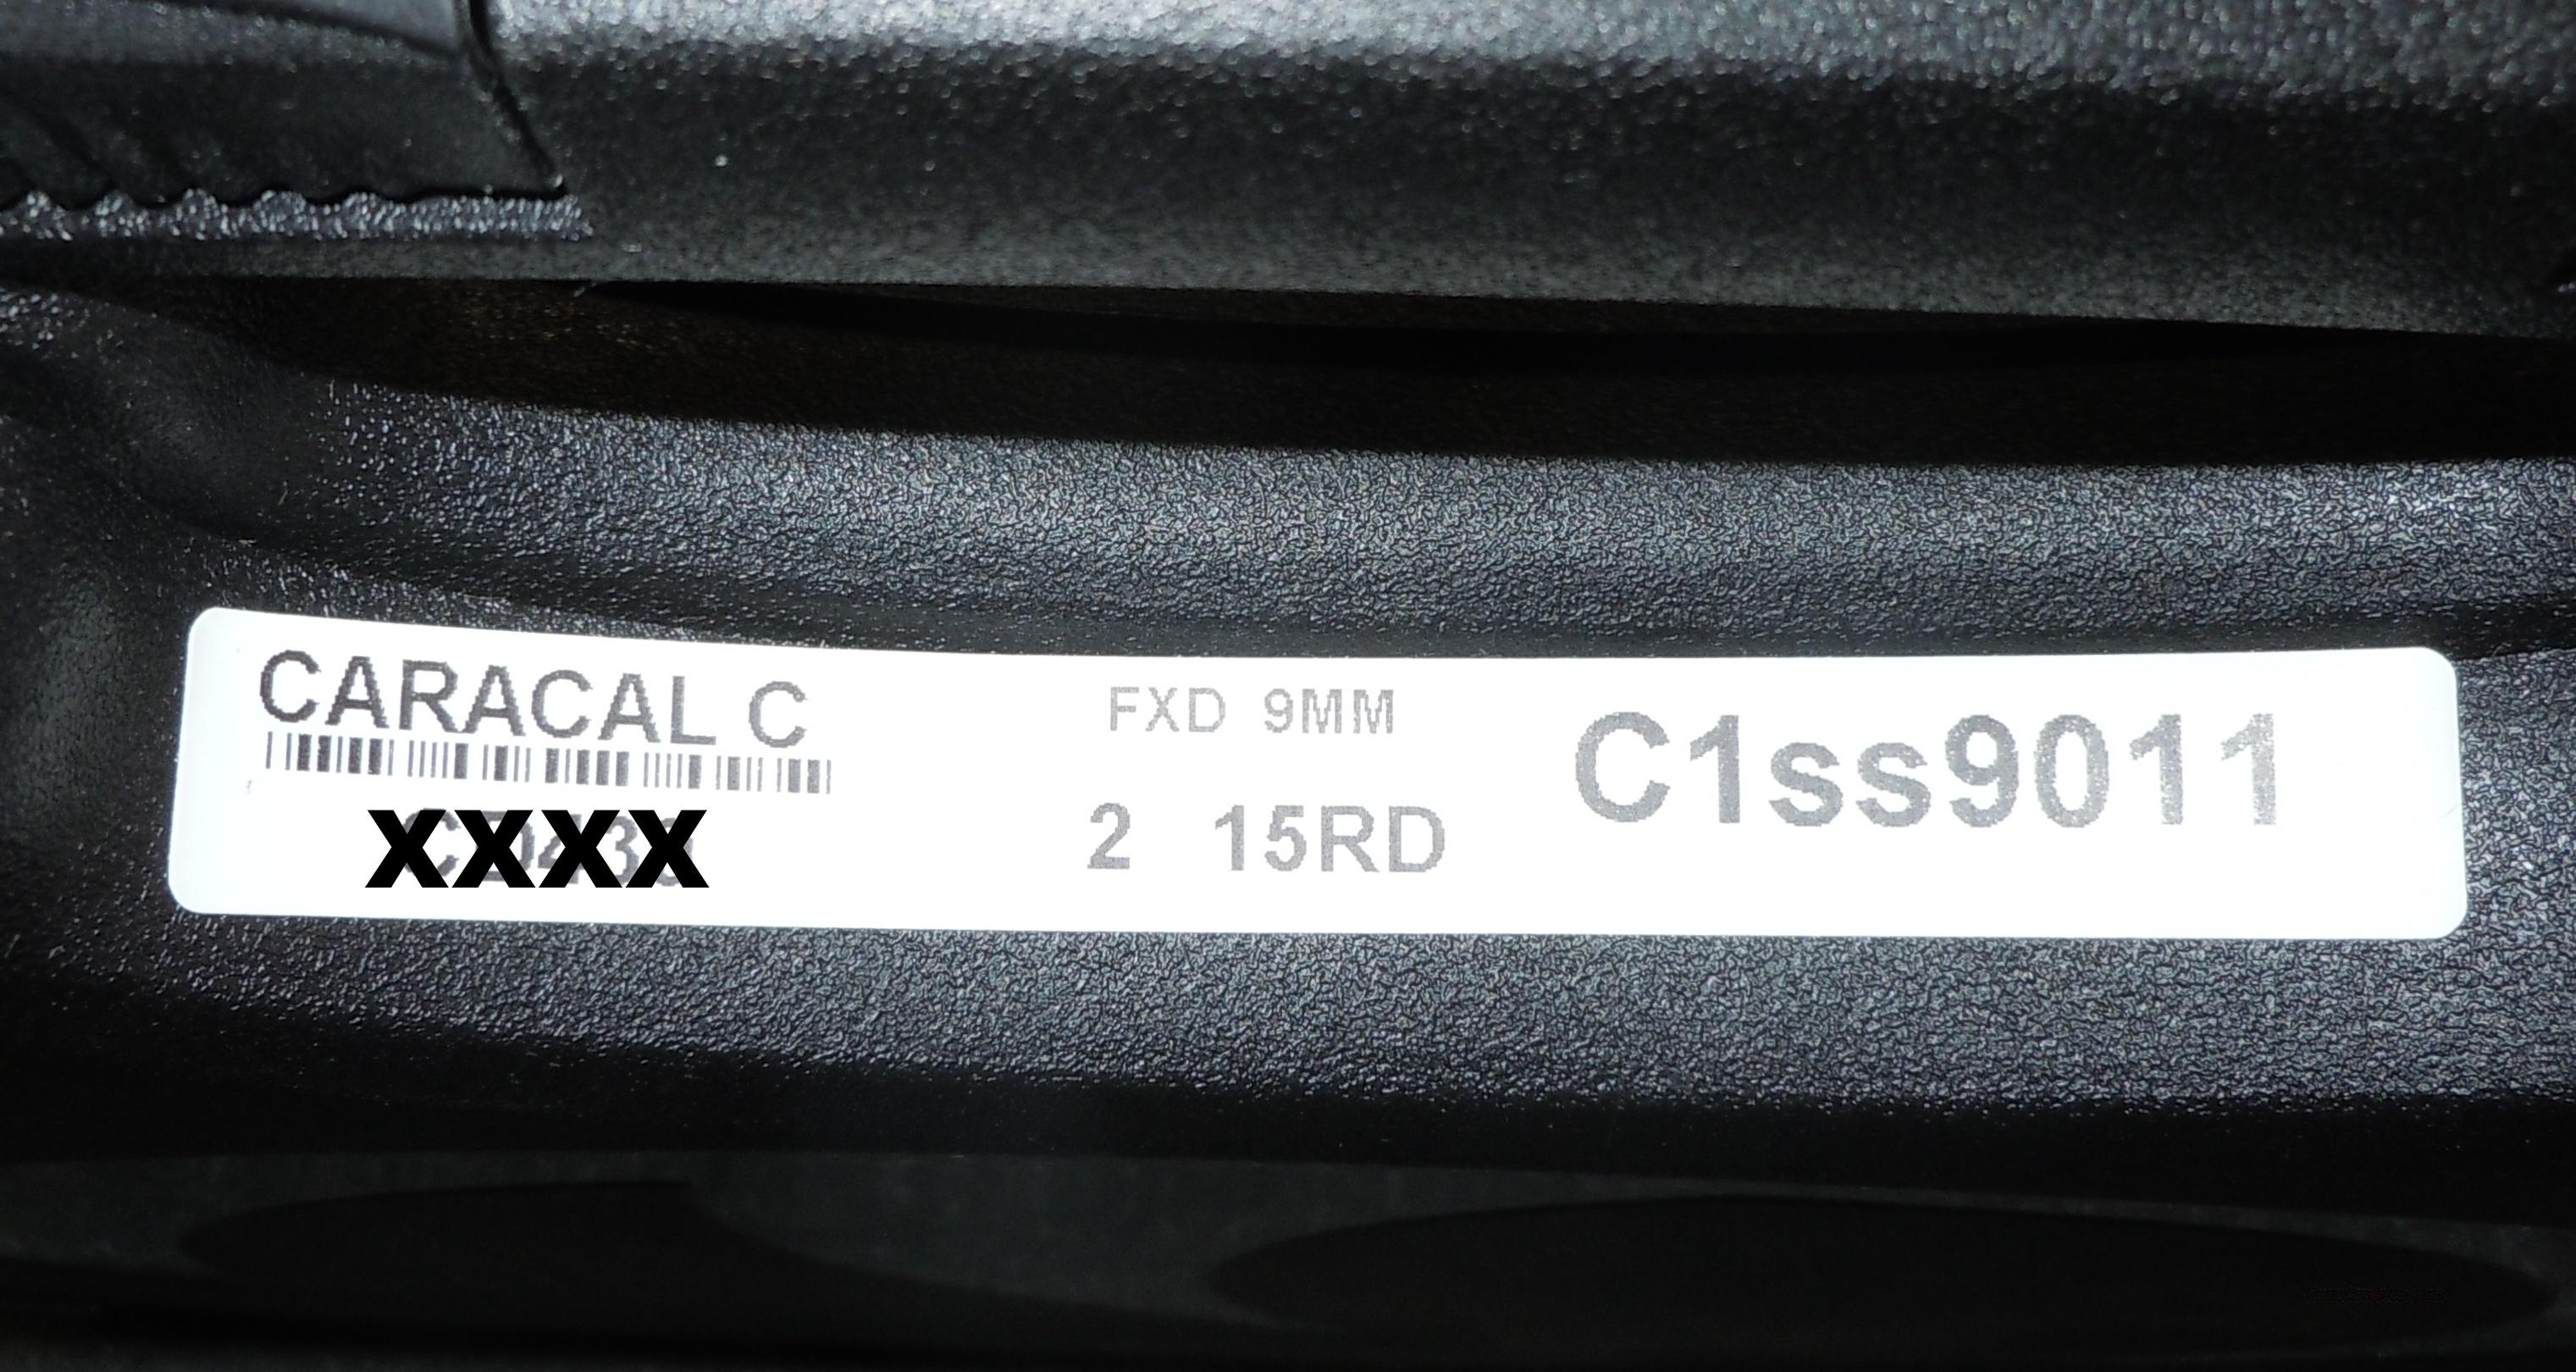 CARACAL C
xxxx
FXD 9MM
2 15RD
C1ss9011